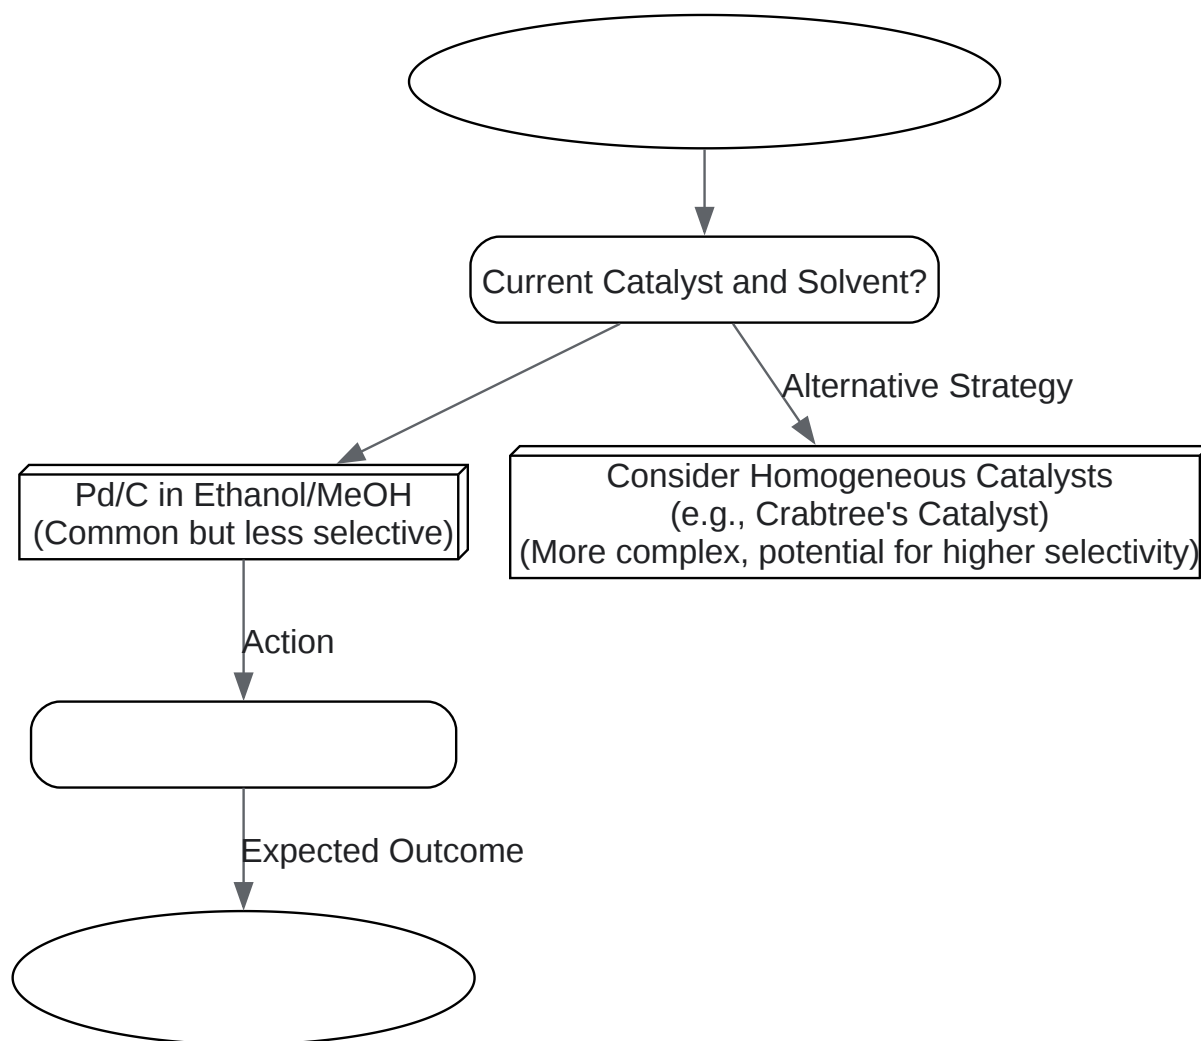 Current Catalyst and Solvent?
Alternative Strategy
Pd/C in Ethanol/MeOH
(Common but less selective)
Consider Homogeneous Catalysts
(e.g., Crabtree's Catalyst)
(More complex, potential for higher selectivity)
Action
Expected Outcome